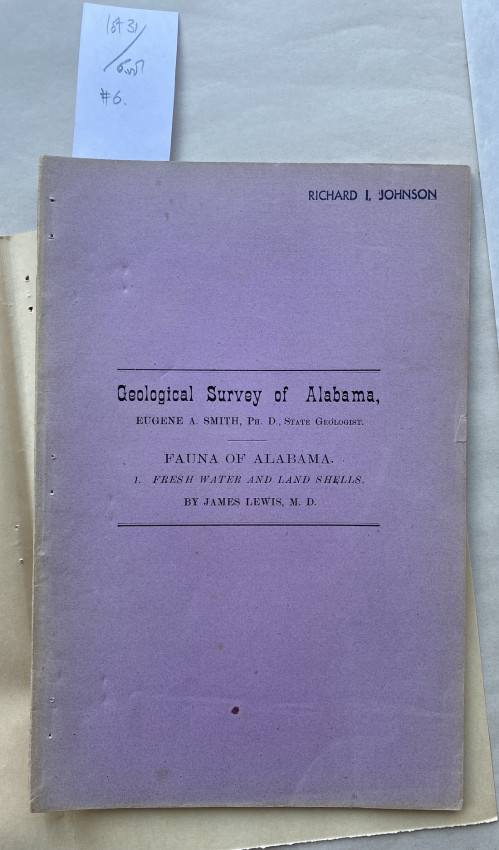 lot 31
#6.
RICHARD I. JOHNSON
Geological Survey of Alabama,
EUGENE A. SMITH, PH. D., STATE GEOLOGIST.
FAUNA OF ALABAMA.
1. FRESH WATER AND LAND SHELLS.
BY JAMES LEWIS, M. D.